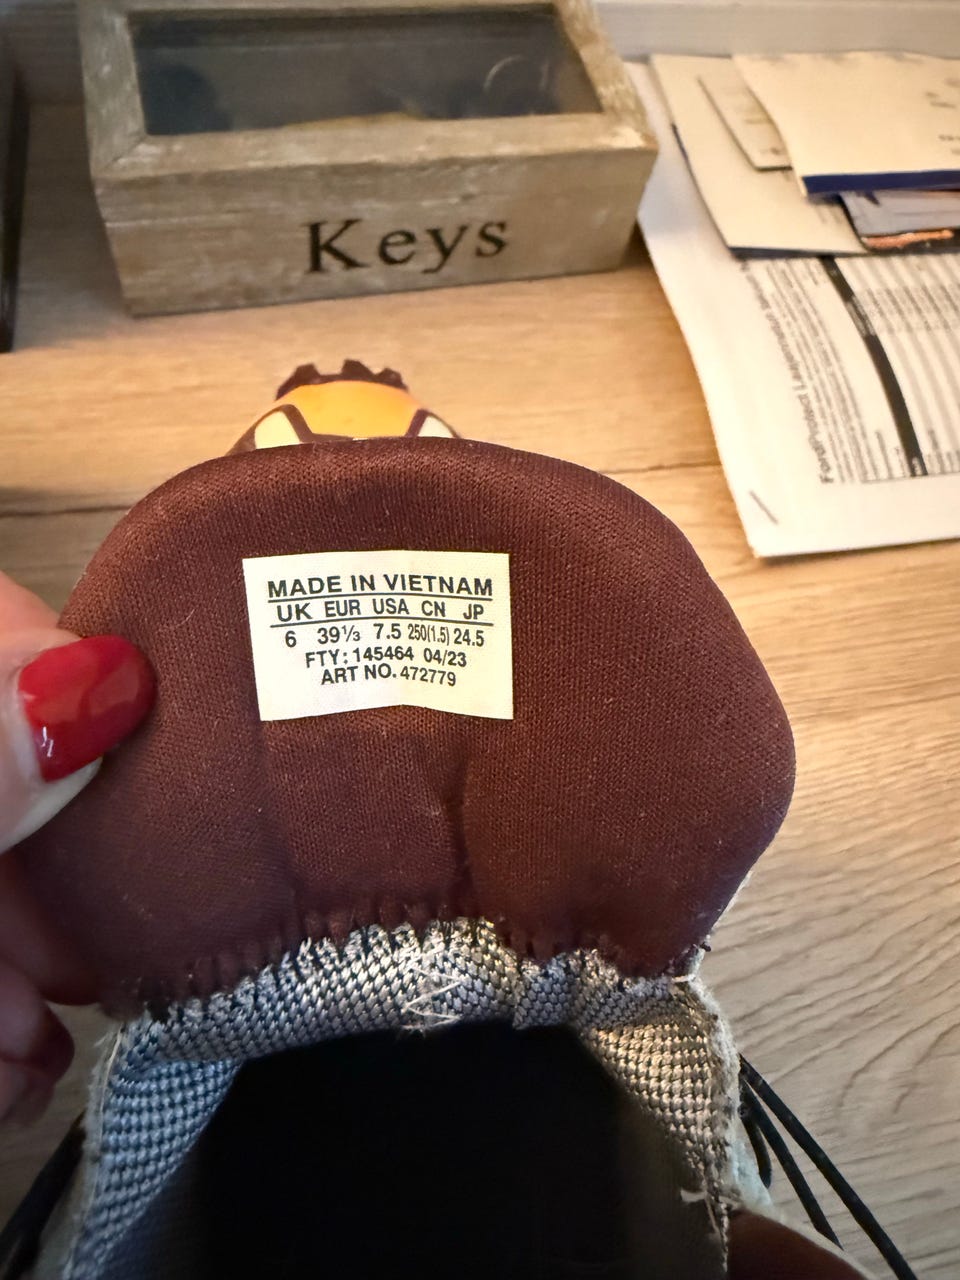 Keys
MADE IN VIETNAM
UK EUR USA CN JP
6 39⅓ 7.5 250(1.5) 24.5
FTY: 145464 04/23
ART NO. 472779